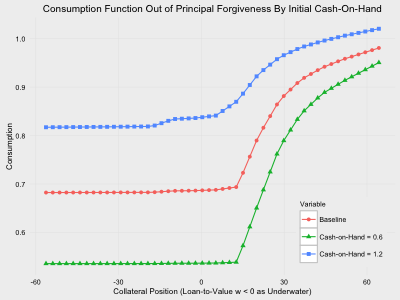 Consumption Function Out of Principal Forgiveness By Initial Cash-On-Hand
1.0
0.9
0.8
0.7
0.6
Consumption
Variable
Baseline
Cash-on-Hand = 0.6
Cash-on-Hand = 1.2
-60
-30
0
30
60
Collateral Position (Loan-to-Value w < 0 as Underwater)